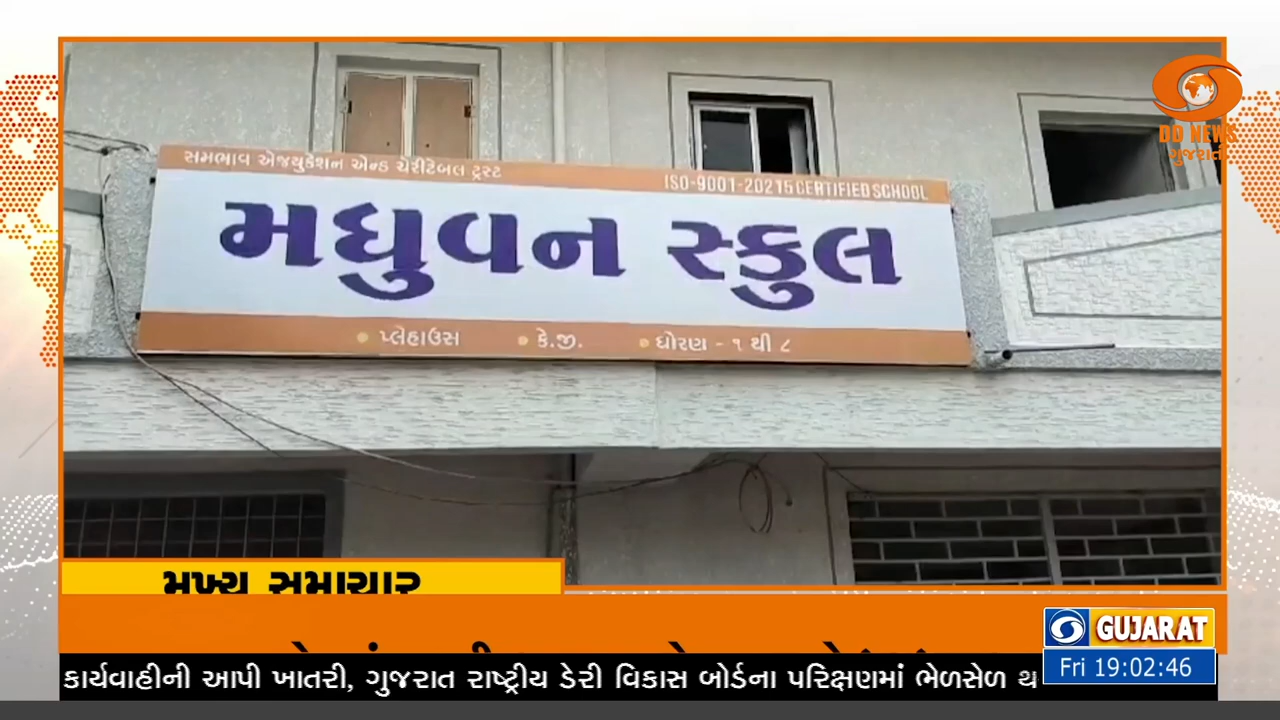 સમભાવ એજયુકેશન એન્ડ ચેરીટેબલ ટ્રસ્ટ
ISO-9001-20215 CERTIFIED SCHOOL
મધુવન સ્કુલ
પ્લેહાઉસ કે.જી. ધોરણ - ૧ થી ૮
DD NEWS
ગુજરાતી
મુખ્ય સમાચાર
GUJARAT
Fri 19:02:46
કાર્યવાહીની આપી ખાતરી, ગુજરાત રાષ્ટ્રીય ડેરી વિકાસ બોર્ડના પરિક્ષણમાં ભેળસેળ થ